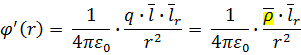 φ′(r) = 1/(4πε₀) · (q · l̅ · l̅ᵣ)/r² = 1/(4πε₀) · (ρ̅ · l̅ᵣ)/r²